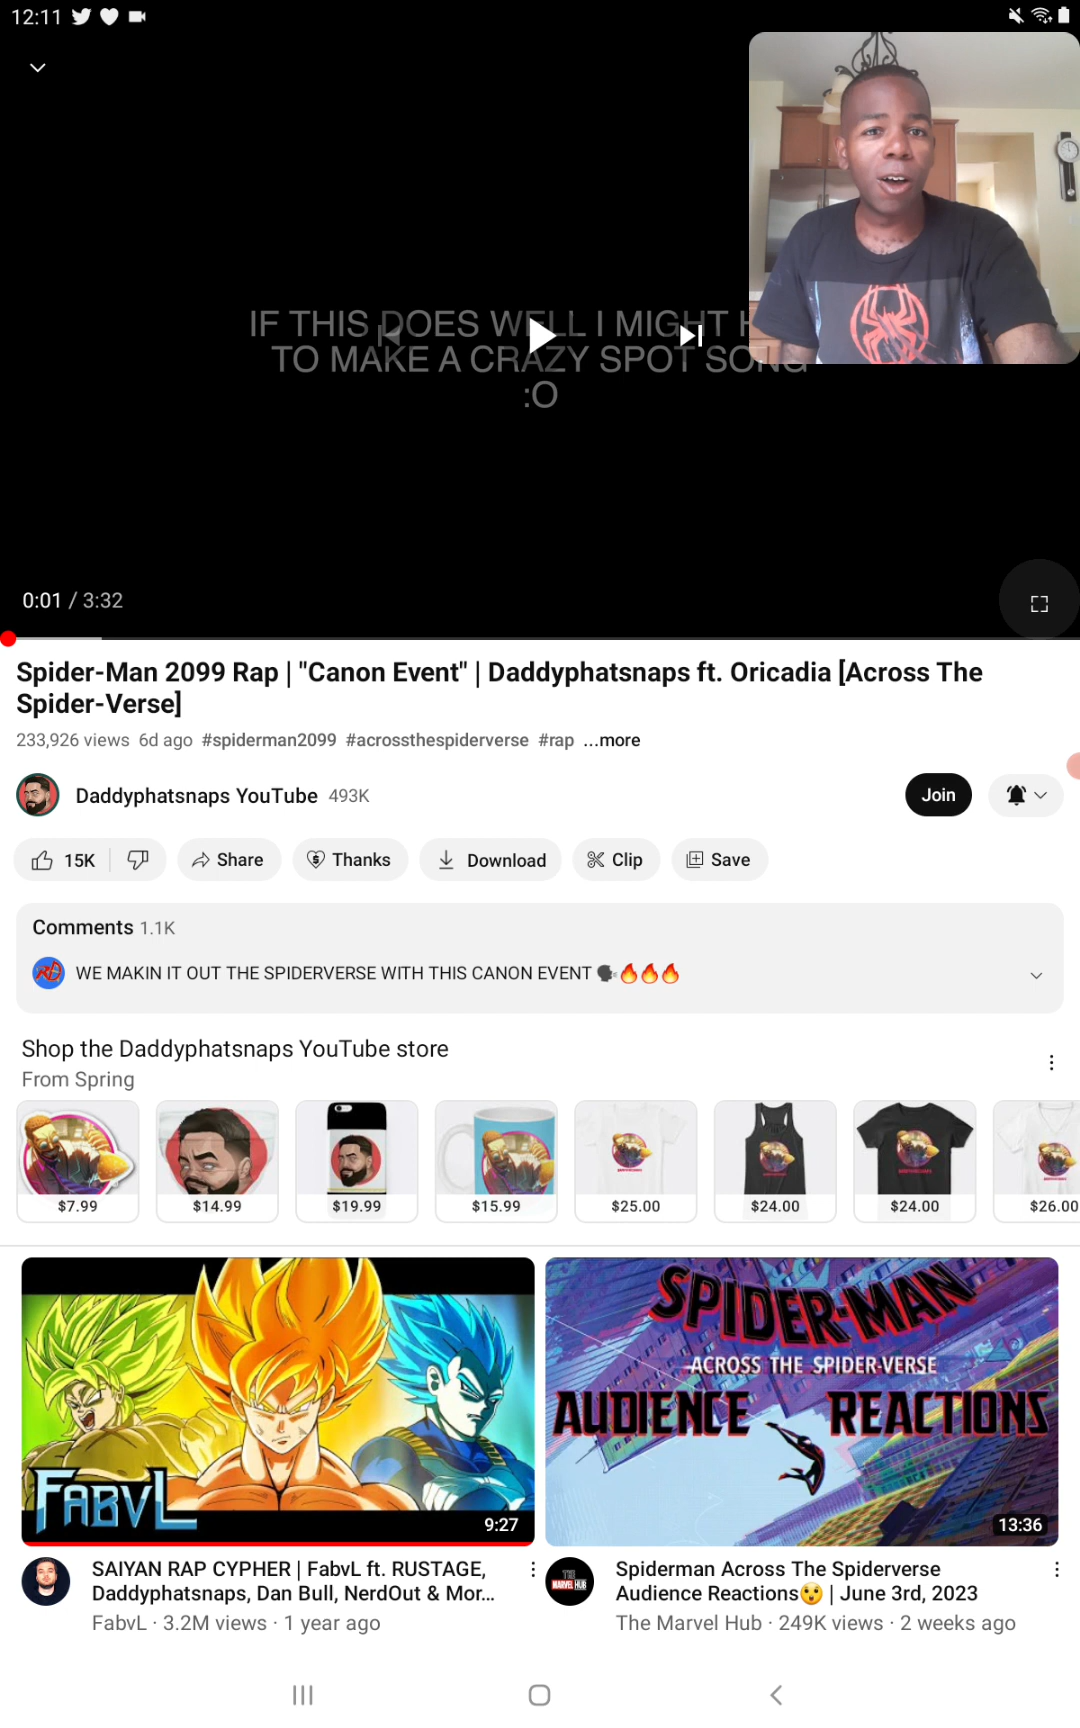 12:11
IF THIS DOES WELL I MIGHT H
TO MAKE A CRAZY SPOT SONG
:O
0:01 / 3:32
Spider-Man 2099 Rap | "Canon Event" | Daddyphatsnaps ft. Oricadia [Across The
Spider-Verse]
233,926 views 6d ago #spiderman2099 #acrossthespiderverse #rap ...more
Daddyphatsnaps YouTube 493K
Join
15K Share Thanks Download Clip Save
Comments 1.1K
WE MAKIN IT OUT THE SPIDERVERSE WITH THIS CANON EVENT 🗣🔥🔥🔥
Shop the Daddyphatsnaps YouTube store
From Spring
$7.99 $14.99 $19.99 $15.99 $25.00 $24.00 $24.00 $26.00
FABVL
9:27
SPIDER-MAN
ACROSS THE SPIDER-VERSE
AUDIENCE REACTIONS
13:36
SAIYAN RAP CYPHER | FabvL ft. RUSTAGE,
Daddyphatsnaps, Dan Bull, NerdOut & Mor...
FabvL · 3.2M views · 1 year ago
THE
MARVEL HUB
Spiderman Across The Spiderverse
Audience Reactions😲 | June 3rd, 2023
The Marvel Hub · 249K views · 2 weeks ago